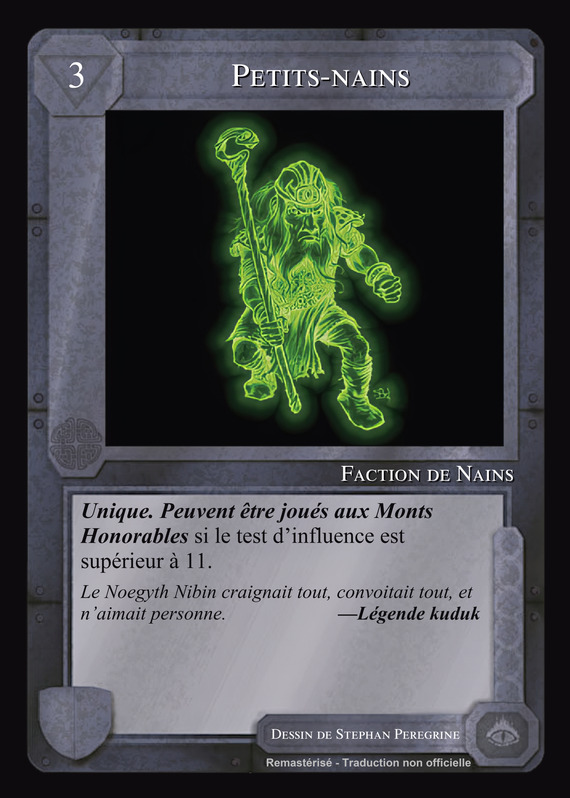 3
Petits-nains
Faction de Nains
Unique. Peuvent être joués aux Monts
Honorables si le test d'influence est
supérieur à 11.
Le Noegyth Nibin craignait tout, convoitait tout, et
n'aimait personne. —Légende kuduk
Dessin de Stephan Peregrine
Remastérisé - Traduction non officielle